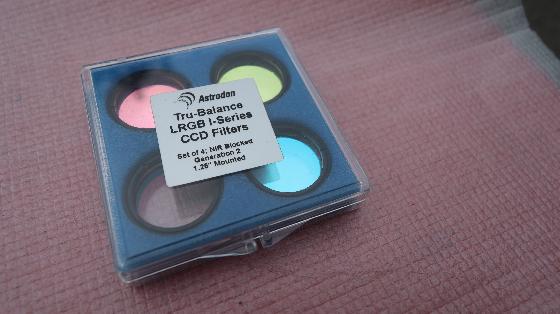 Astrodon
Tru-Balance
LRGB I-Series
CCD Filters
Set of 4: NIR Blocked
Generation 2
1.25" Mounted